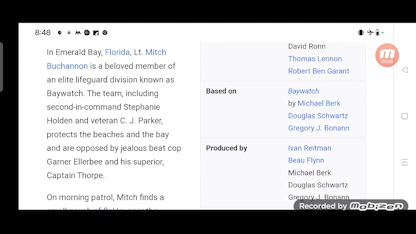 8:48
In Emerald Bay, Florida, Lt. Mitch
Buchannon is a beloved member of
an elite lifeguard division known as
Baywatch. The team, including
second-in-command Stephanie
Holden and veteran C. J. Parker,
protects the beaches and the bay
and are opposed by jealous beat cop
Garner Ellerbee and his superior,
Captain Thorpe.
On morning patrol, Mitch finds a
David Ronn
Thomas Lennon
Robert Ben Garant
Based on
Baywatch
by Michael Berk
Douglas Schwartz
Gregory J. Bonann
Produced by
Ivan Reitman
Beau Flynn
Michael Berk
Douglas Schwartz
Gregory J. Bonann
Recorded by Mobizen